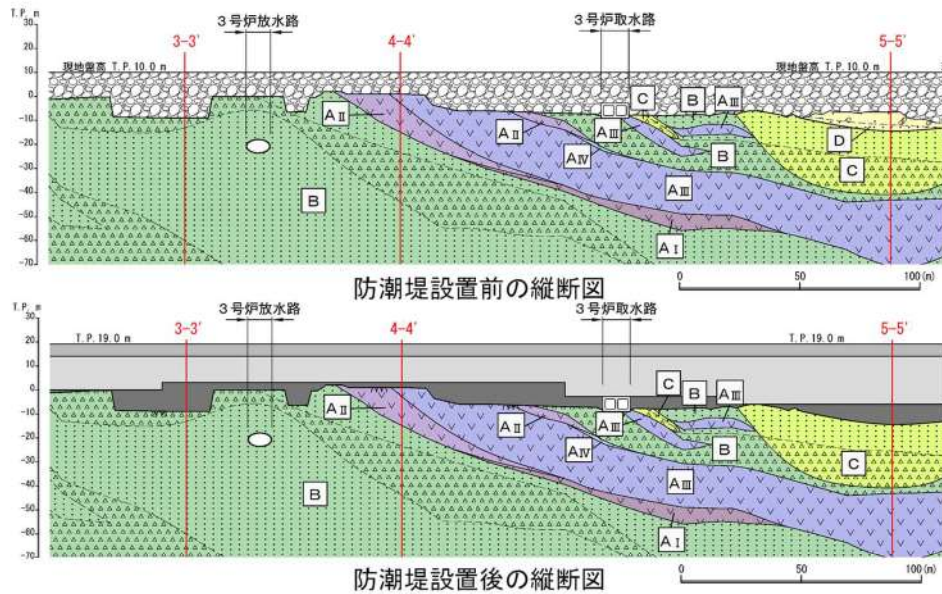 T.P. m
３号炉放水路
３号炉取水路
3-3'
4-4'
5-5'
現地盤高 T.P.10.0 m
現地盤高 T.P.10.0 m
30
20
10
0
-10
-20
-30
-40
-50
-60
-70
AⅡ
AⅡ
AⅢ
C
B
AⅢ
AⅣ
B
D
C
B
AⅢ
AⅠ
0
50
100(m)
防潮堤設置前の縦断図
T.P. m
３号炉放水路
３号炉取水路
3-3'
4-4'
5-5'
T.P.19.0 m
T.P.19.0 m
30
20
10
0
-10
-20
-30
-40
-50
-60
-70
AⅡ
AⅡ
AⅢ
C
B
AⅢ
AⅣ
B
C
B
AⅢ
AⅠ
0
50
100(m)
防潮堤設置後の縦断図